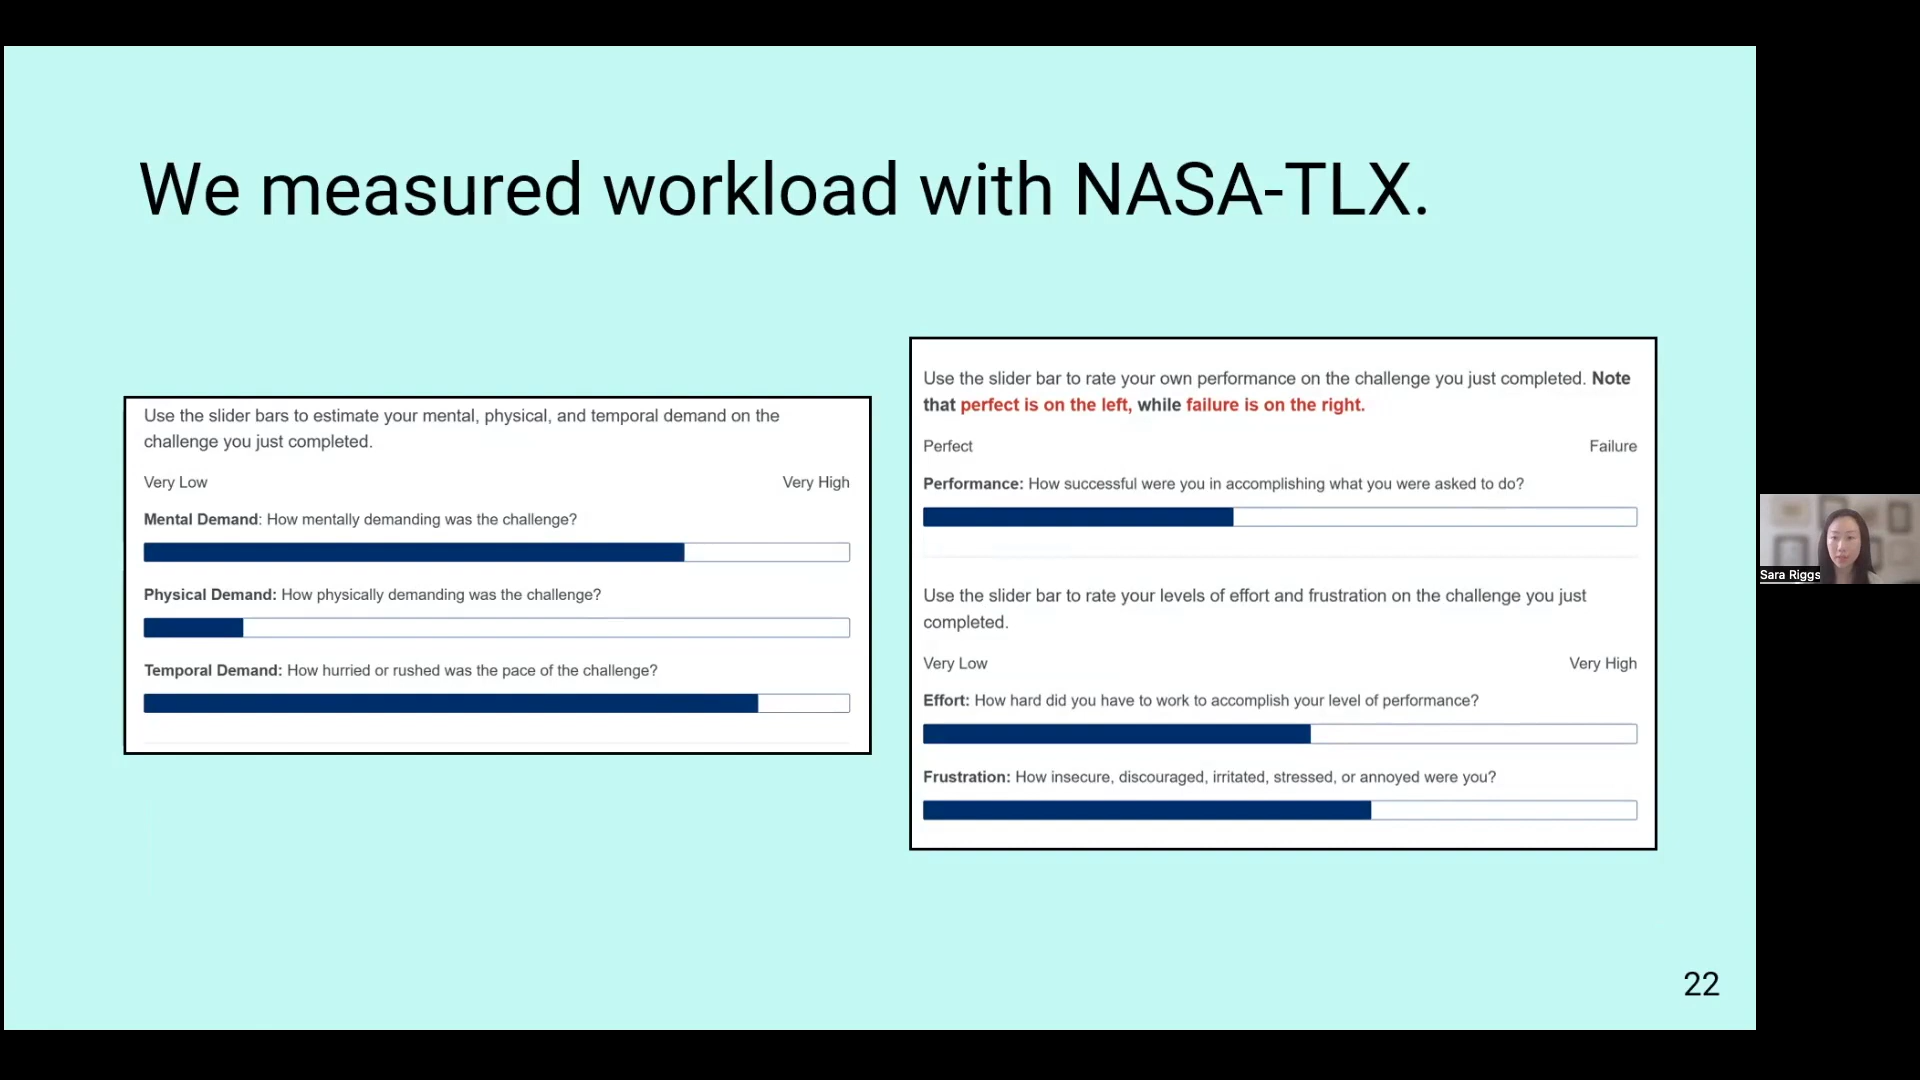 We measured workload with NASA-TLX.
Use the slider bars to estimate your mental, physical, and temporal demand on the
challenge you just completed.
Very Low Very High
Mental Demand: How mentally demanding was the challenge?
Physical Demand: How physically demanding was the challenge?
Temporal Demand: How hurried or rushed was the pace of the challenge?
Use the slider bar to rate your own performance on the challenge you just completed. Note
that perfect is on the left, while failure is on the right.
Perfect Failure
Performance: How successful were you in accomplishing what you were asked to do?
Use the slider bar to rate your levels of effort and frustration on the challenge you just
completed.
Very Low Very High
Effort: How hard did you have to work to accomplish your level of performance?
Frustration: How insecure, discouraged, irritated, stressed, or annoyed were you?
22
Sara Riggs